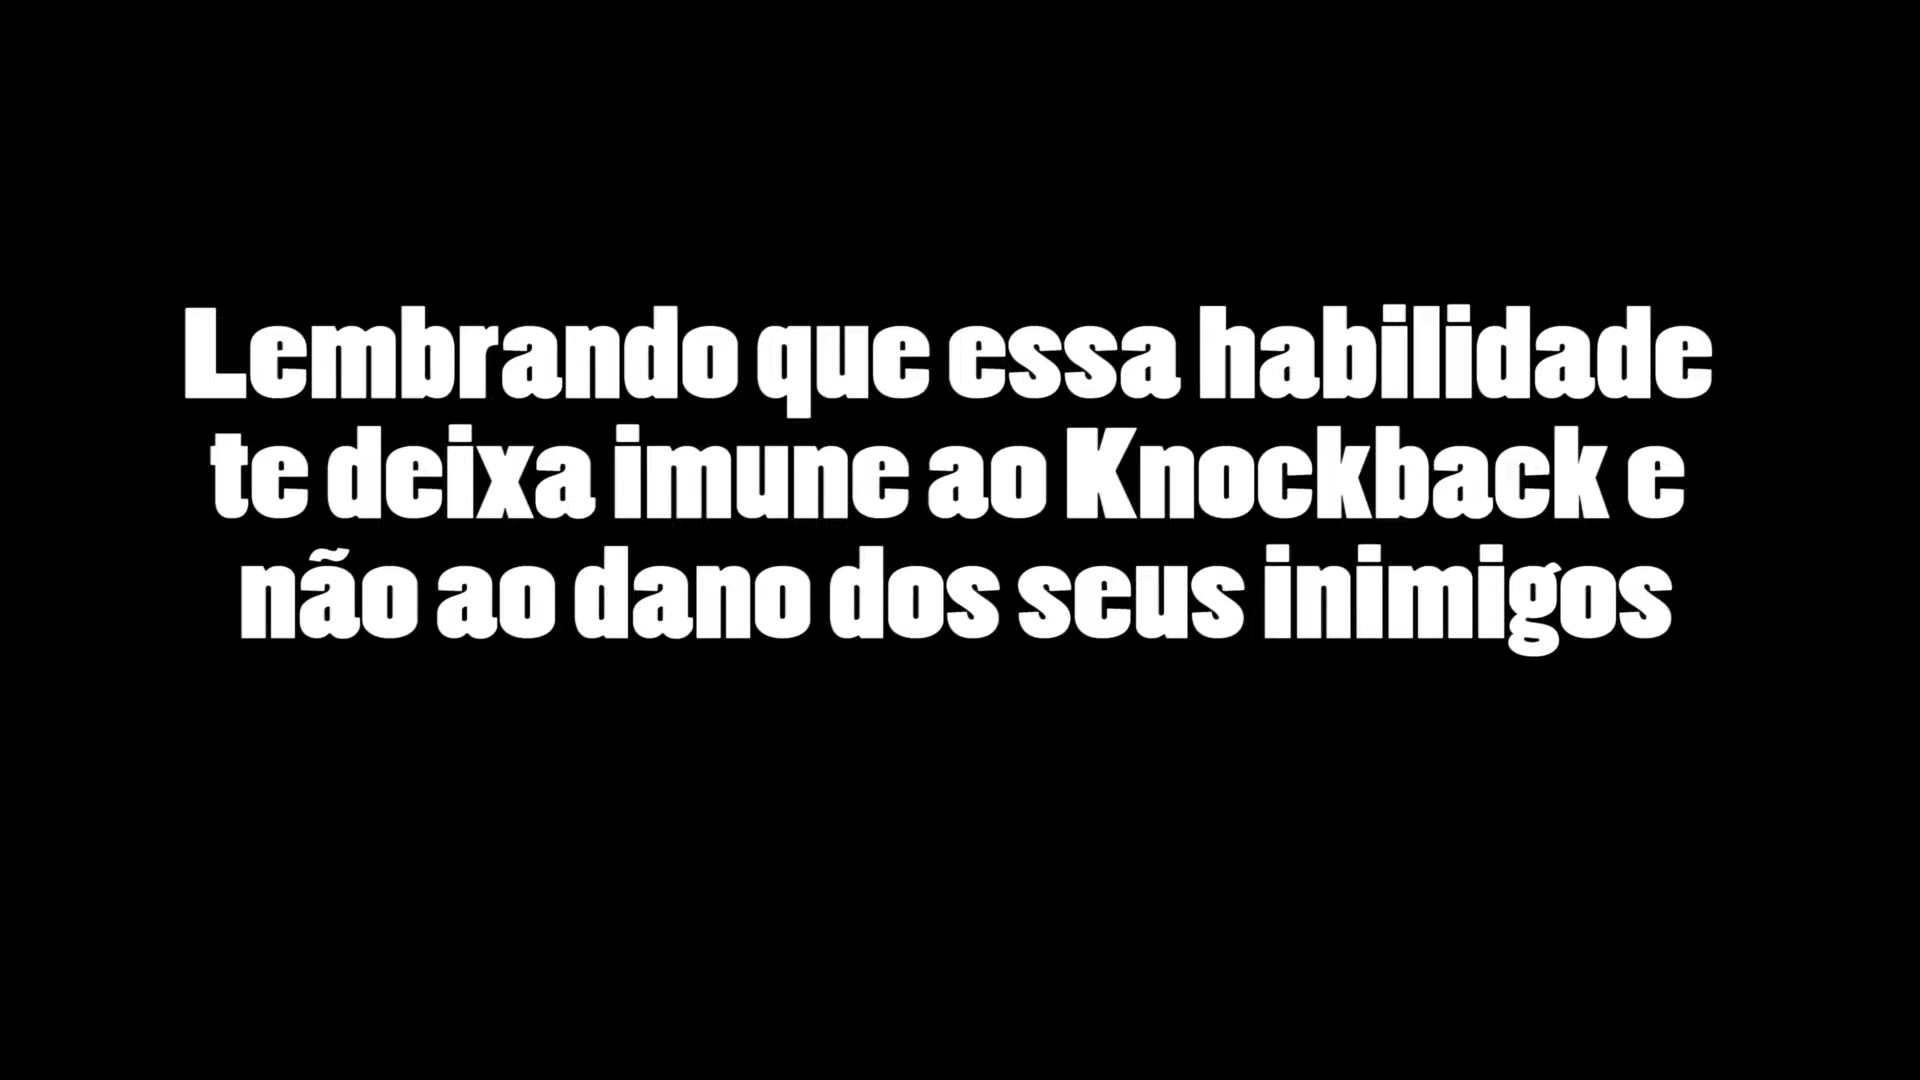 Lembrando que essa habilidade
te deixa imune ao Knockback e
não ao dano dos seus inimigos